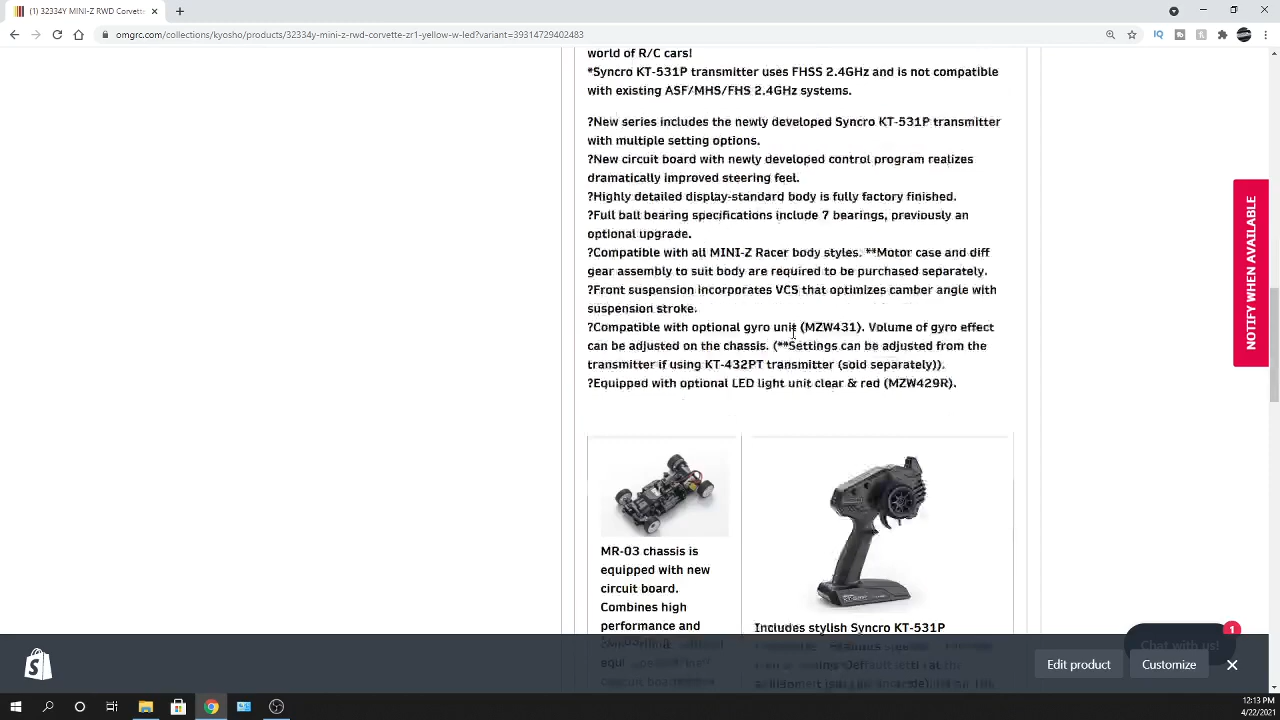 (1) 32334Y MINI-Z RWD Corvette
omgrc.com/collections/kyosho/products/32334y-mini-z-rwd-corvette-zr1-yellow-w-led?variant=39314729402483
world of R/C cars!
*Syncro KT-531P transmitter uses FHSS 2.4GHz and is not compatible
with existing ASF/MHS/FHS 2.4GHz systems.
?New series includes the newly developed Syncro KT-531P transmitter
with multiple setting options.
?New circuit board with newly developed control program realizes
dramatically improved steering feel.
?Highly detailed display-standard body is fully factory finished.
?Full ball bearing specifications include 7 bearings, previously an
optional upgrade.
?Compatible with all MINI-Z Racer body styles. **Motor case and diff
gear assembly to suit body are required to be purchased separately.
?Front suspension incorporates VCS that optimizes camber angle with
suspension stroke.
?Compatible with optional gyro unit (MZW431). Volume of gyro effect
can be adjusted on the chassis. (**Settings can be adjusted from the
transmitter if using KT-432PT transmitter (sold separately)).
?Equipped with optional LED light unit clear & red (MZW429R).
NOTIFY WHEN AVAILABLE
MR-03 chassis is
equipped with new
circuit board.
Combines high
performance and
Includes stylish Syncro KT-531P
1
Chat with us!
Edit product
Customize
12:13 PM
4/22/2021